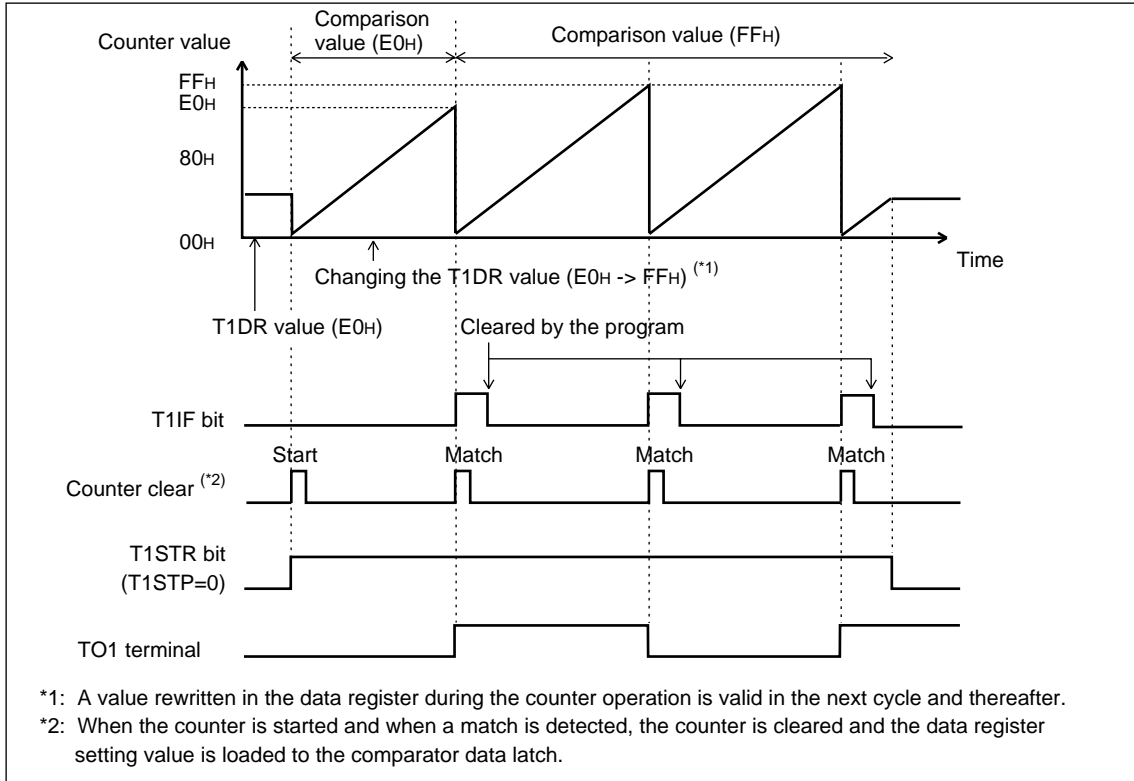 Comparison
value (E0H)
Comparison value (FFH)
Counter value
FFH
E0H
80H
00H
Time
Changing the T1DR value (E0H -> FFH) (*1)
T1DR value (E0H)
Cleared by the program
T1IF bit
Start
Match
Match
Match
Counter clear (*2)
T1STR bit
(T1STP=0)
TO1 terminal
*1: A value rewritten in the data register during the counter operation is valid in the next cycle and thereafter.
*2: When the counter is started and when a match is detected, the counter is cleared and the data register
setting value is loaded to the comparator data latch.